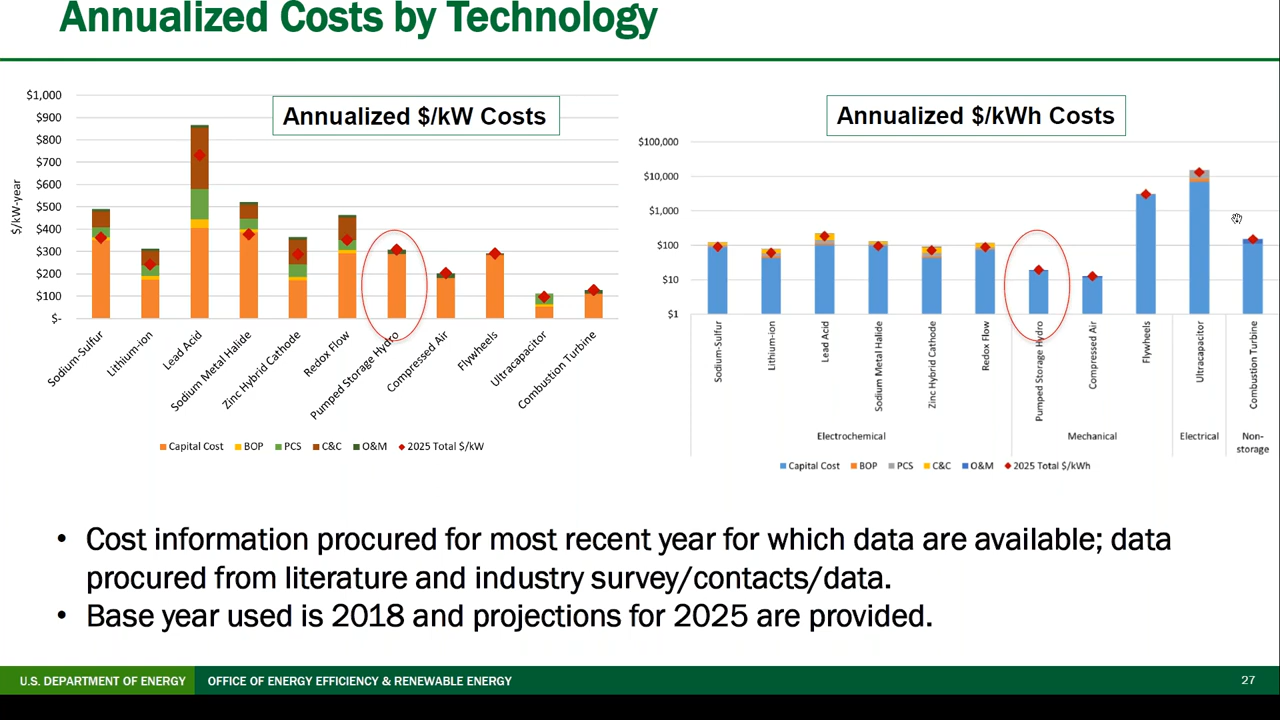 Annualized Costs by Technology
Annualized $/kW Costs
$1,000
$900
$800
$700
$600
$500
$400
$300
$200
$100
$-
$/kW-year
Sodium-Sulfur
Lithium-ion
Lead Acid
Sodium Metal Halide
Zinc Hybrid Cathode
Redox Flow
Pumped Storage Hydro
Compressed Air
Flywheels
Ultracapacitor
Combustion Turbine
Capital Cost BOP PCS C&C O&M 2025 Total $/kW
Annualized $/kWh Costs
$100,000
$10,000
$1,000
$100
$10
$1
Sodium-Sulfur
Lithium-ion
Lead Acid
Sodium Metal Halide
Zinc Hybrid Cathode
Redox Flow
Pumped Storage Hydro
Compressed Air
Flywheels
Ultracapacitor
Combustion Turbine
Electrochemical
Mechanical
Electrical
Non-
storage
Capital Cost BOP PCS C&C O&M 2025 Total $/kWh
• Cost information procured for most recent year for which data are available; data
procured from literature and industry survey/contacts/data.
• Base year used is 2018 and projections for 2025 are provided.
U.S. DEPARTMENT OF ENERGY OFFICE OF ENERGY EFFICIENCY & RENEWABLE ENERGY
27